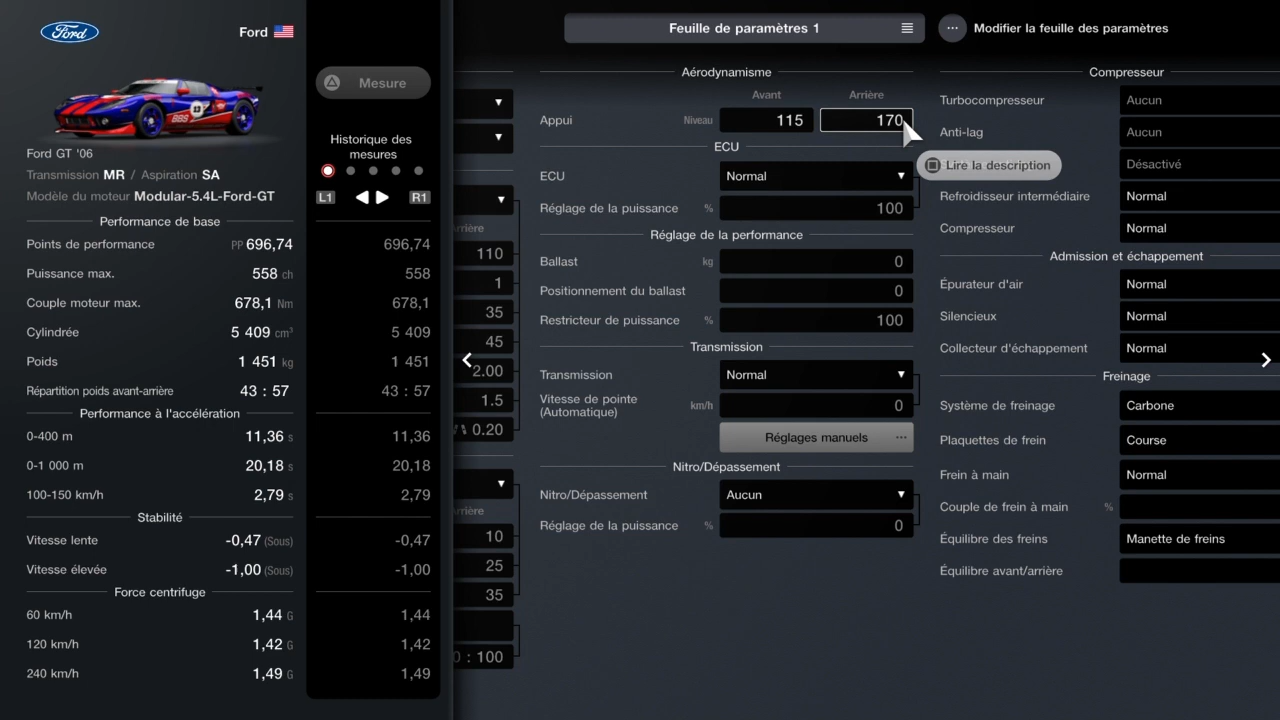 Ford
Ford
Ford GT '06
Transmission MR / Aspiration SA
Modèle du moteur Modular-5.4L-Ford-GT
Performance de base
Points de performance PP 696,74
Puissance max. 558 ch
Couple moteur max. 678,1 Nm
Cylindrée 5 409 cm³
Poids 1 451 kg
Répartition poids avant-arrière 43 : 57
Performance à l'accélération
0-400 m 11,36 s
0-1 000 m 20,18 s
100-150 km/h 2,79 s
Stabilité
Vitesse lente -0,47 (Sous)
Vitesse élevée -1,00 (Sous)
Force centrifuge
60 km/h 1,44 G
120 km/h 1,42 G
240 km/h 1,49 G
Mesure
Historique des
mesures
L1 R1
696,74
558
678,1
5 409
1 451
43 : 57
11,36
20,18
2,79
-0,47
-1,00
1,44
1,42
1,49
110
1
35
45
2.00
1.5
0.20
10
25
35
0 : 100
Feuille de paramètres 1
Modifier la feuille des paramètres
Aérodynamisme
Avant Arrière
Appui Niveau 115 170
ECU
ECU Normal
Réglage de la puissance % 100
Réglage de la performance
Ballast kg 0
Positionnement du ballast 0
Restricteur de puissance % 100
Transmission
Transmission Normal
Vitesse de pointe
(Automatique) km/h 0
Réglages manuels
Nitro/Dépassement
Nitro/Dépassement Aucun
Réglage de la puissance % 0
Compresseur
Turbocompresseur Aucun
Anti-lag Aucun
Lire la description Désactivé
Refroidisseur intermédiaire Normal
Compresseur Normal
Admission et échappement
Épurateur d'air Normal
Silencieux Normal
Collecteur d'échappement Normal
Freinage
Système de freinage Carbone
Plaquettes de frein Course
Frein à main Normal
Couple de frein à main %
Équilibre des freins Manette de freins
Équilibre avant/arrière